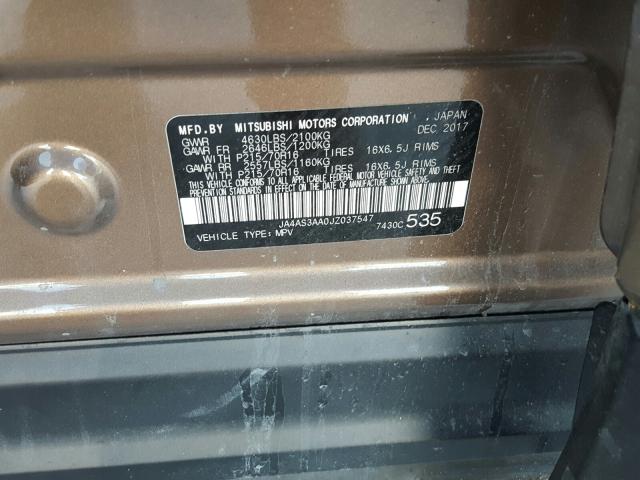 MFD.BY MITSUBISHI MOTORS CORPORATION, JAPAN
GVWR 4630LBS/2100KG DEC 2017
GAWR FR 2646LBS/1200KG
WITH P215/70R16 TIRES 16X6.5J RIMS
GAWR RR 2557LBS/1160KG
WITH P215/70R16 TIRES 16X6.5J RIMS
THIS VEHICLE CONFORMS TO ALL APPLICABLE FEDERAL MOTOR VEHICLE SAFETY AND THEFT
PREVENTION STANDARDS IN EFFECT ON THE DATE OF MANUFACTURE SHOWN ABOVE.
JA4AS3AA0JZ037547
VEHICLE TYPE: MPV 7430C 535